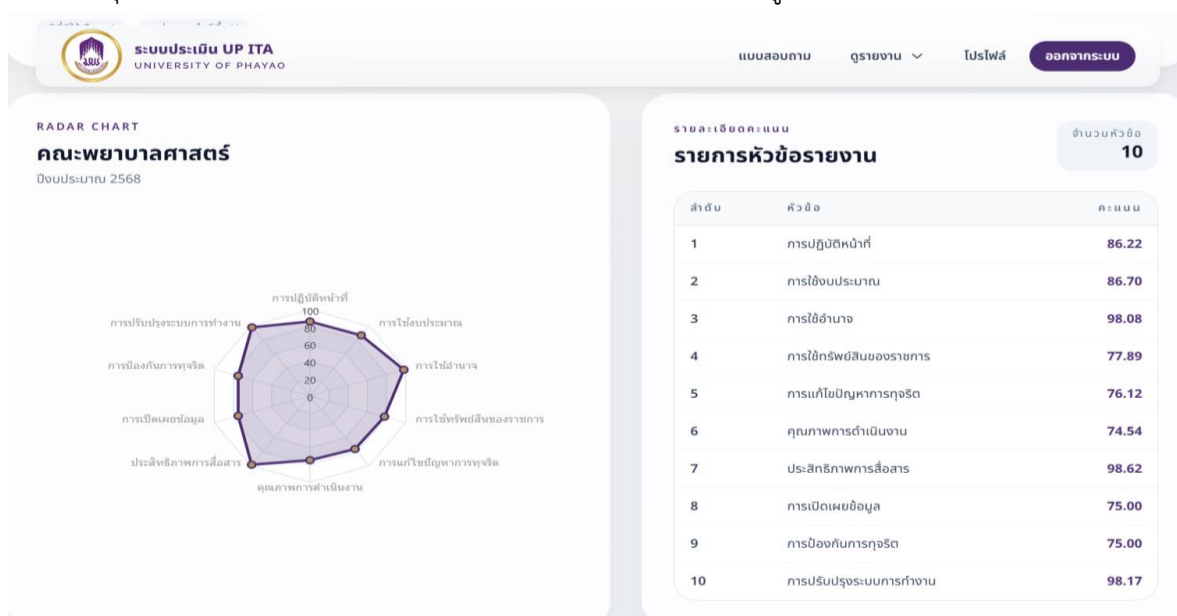 ระบบประเมิน UP ITA
UNIVERSITY OF PHAYAO
แบบสอบถาม
ดูรายงาน
โปรไฟล์
ออกจากระบบ
RADAR CHART
คณะพยาบาลศาสตร์
ปีงบประมาณ 2568
การปฏิบัติหน้าที่
การปรับปรุงระบบการทำงาน
การใช้งบประมาณ
การป้องกันการทุจริต
การใช้อำนาจ
การเปิดเผยข้อมูล
การใช้ทรัพย์สินของราชการ
ประสิทธิภาพการสื่อสาร
การแก้ไขปัญหาการทุจริต
คุณภาพการดำเนินงาน
100
80
60
40
20
0
รายละเอียดคะแนน
รายการหัวข้อรายงาน
จำนวนหัวข้อ
10
ลำดับ หัวข้อ คะแนน
1 การปฏิบัติหน้าที่ 86.22
2 การใช้งบประมาณ 86.70
3 การใช้อำนาจ 98.08
4 การใช้ทรัพย์สินของราชการ 77.89
5 การแก้ไขปัญหาการทุจริต 76.12
6 คุณภาพการดำเนินงาน 74.54
7 ประสิทธิภาพการสื่อสาร 98.62
8 การเปิดเผยข้อมูล 75.00
9 การป้องกันการทุจริต 75.00
10 การปรับปรุงระบบการทำงาน 98.17